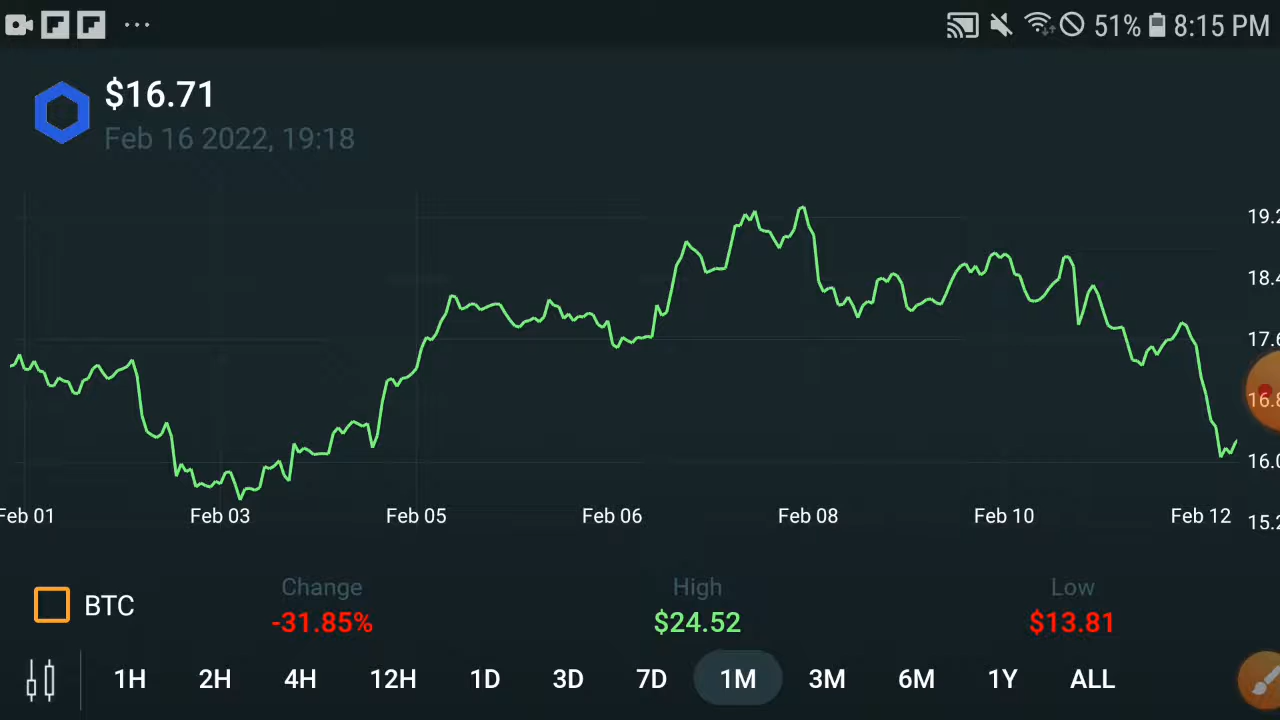 51% 8:15 PM
$16.71
Feb 16 2022, 19:18
19.2
18.4
17.6
16.8
16.0
15.2
Feb 01 Feb 03 Feb 05 Feb 06 Feb 08 Feb 10 Feb 12
Change High Low
BTC -31.85% $24.52 $13.81
1H 2H 4H 12H 1D 3D 7D 1M 3M 6M 1Y ALL